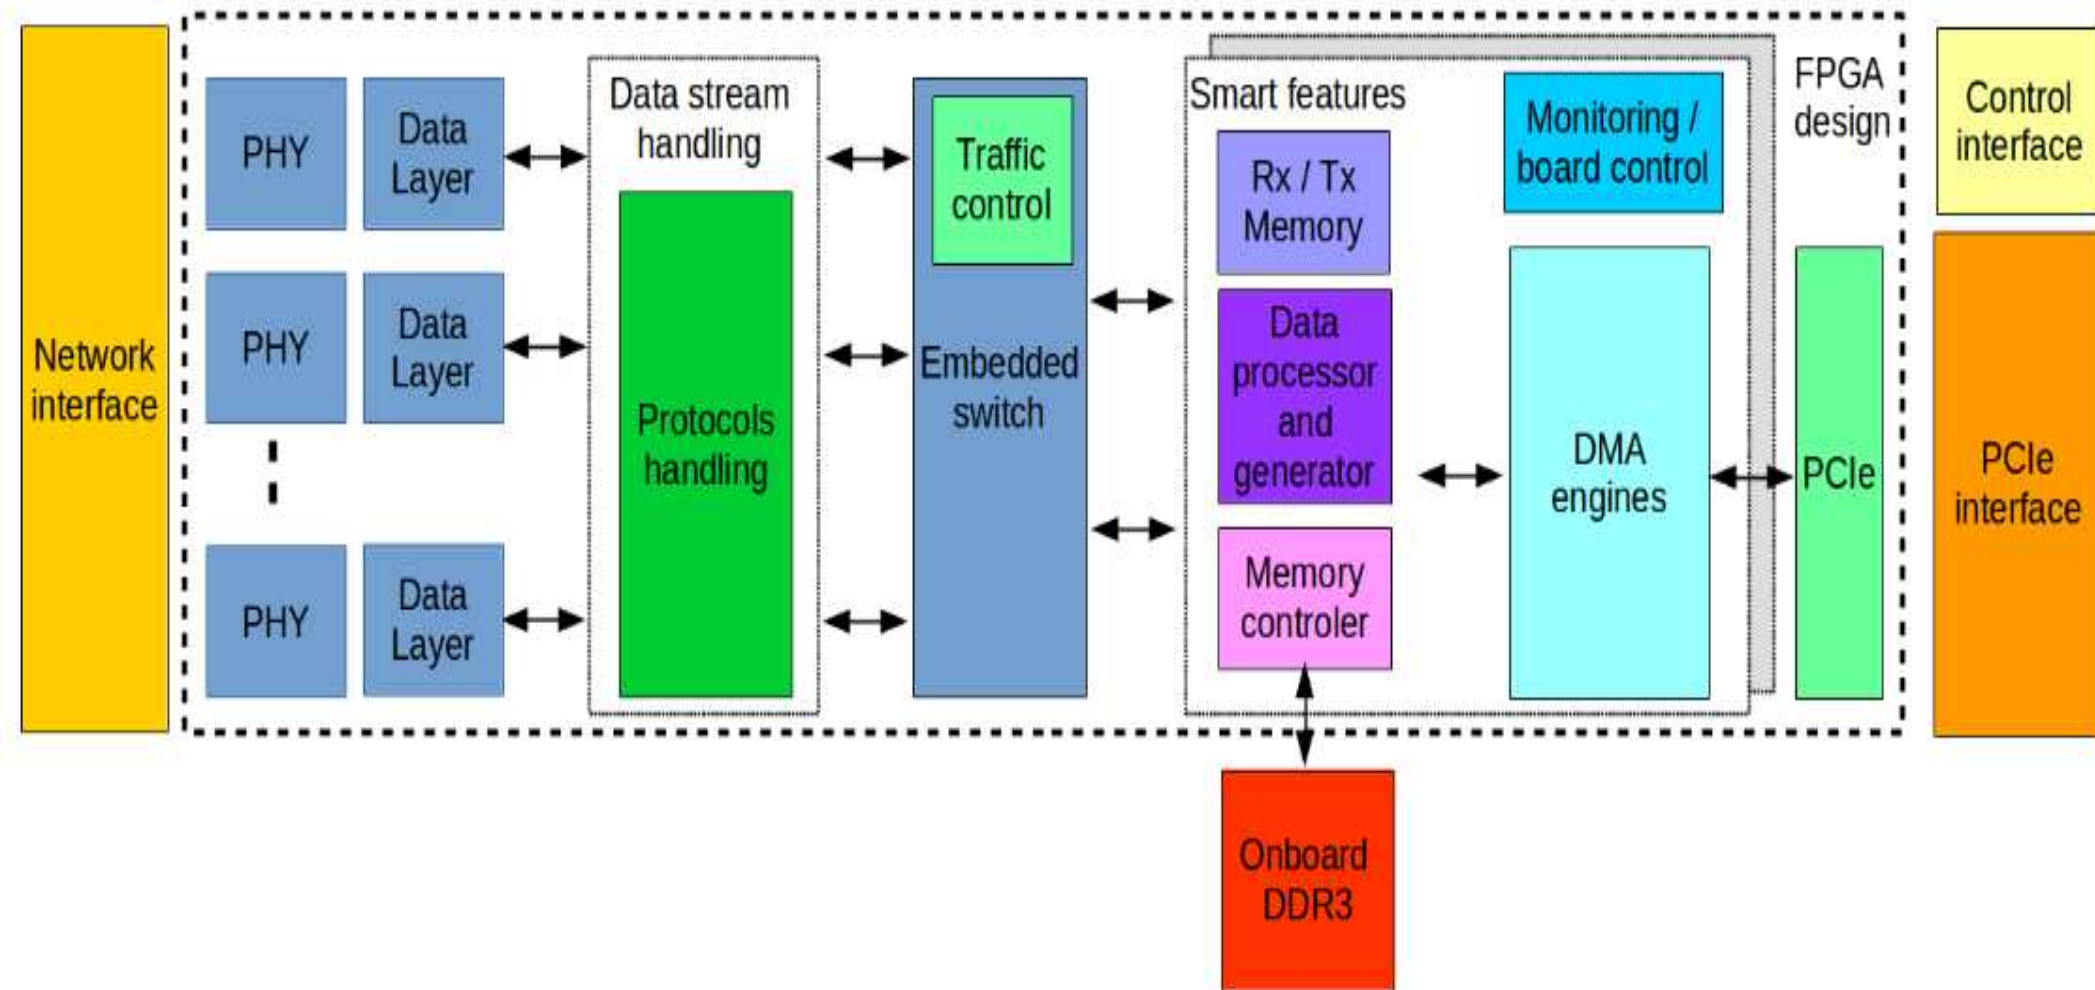 Network
interface
PHY
Data
Layer
PHY
Data
Layer
PHY
Data
Layer
Data stream
handling
Protocols
handling
Traffic
control
Embedded
switch
Smart features
Rx / Tx
Memory
Data
processor
and
generator
Memory
controler
Monitoring /
board control
DMA
engines
FPGA
design
PCIe
Control
interface
PCIe
interface
Onboard
DDR3